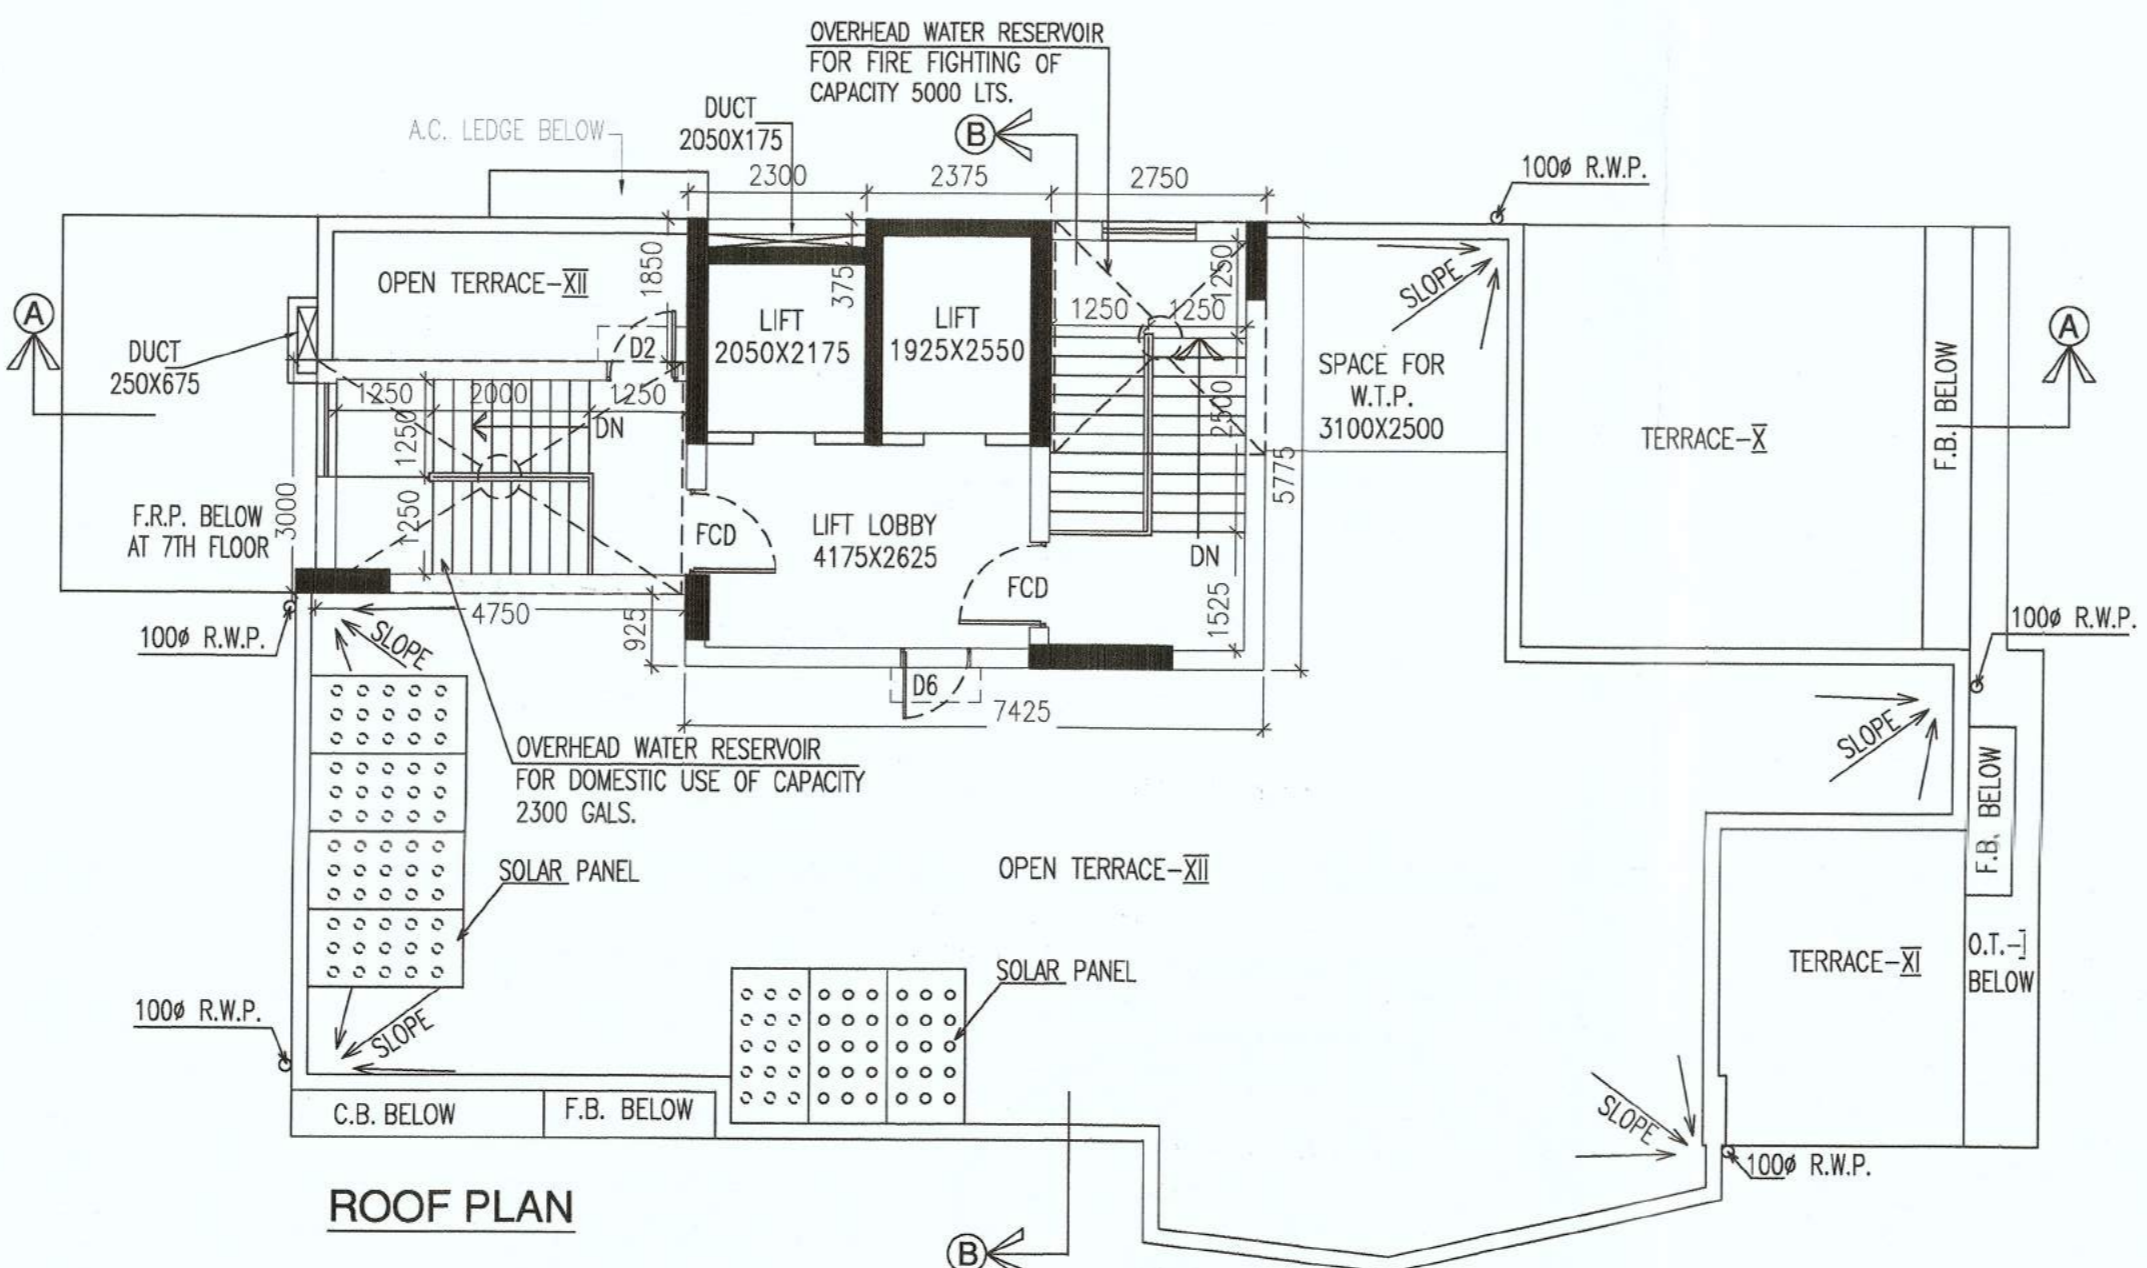 OVERHEAD WATER RESERVOIR
FOR FIRE FIGHTING OF
CAPACITY 5000 LTS.
DUCT
2050X175
A.C. LEDGE BELOW
B
2300
2375
2750
100ø R.W.P.
OPEN TERRACE-XII
1850
375
LIFT
2050X2175
LIFT
1925X2550
1250
1250
1250
SLOPE
A
A
DUCT
250X675
D2
SPACE FOR
W.T.P.
3100X2500
1250
2000
1250
DN
1250
2500
TERRACE-X
F.B. BELOW
5775
3000
1250
F.R.P. BELOW
AT 7TH FLOOR
FCD
LIFT LOBBY
4175X2625
DN
FCD
1525
4750
925
100ø R.W.P.
SLOPE
100ø R.W.P.
D6
7425
SLOPE
OVERHEAD WATER RESERVOIR
FOR DOMESTIC USE OF CAPACITY
2300 GALS.
F.B. BELOW
SOLAR PANEL
OPEN TERRACE-XII
TERRACE-XI
O.T.-I
BELOW
SOLAR PANEL
100ø R.W.P.
SLOPE
C.B. BELOW
F.B. BELOW
SLOPE
100ø R.W.P.
ROOF PLAN
B